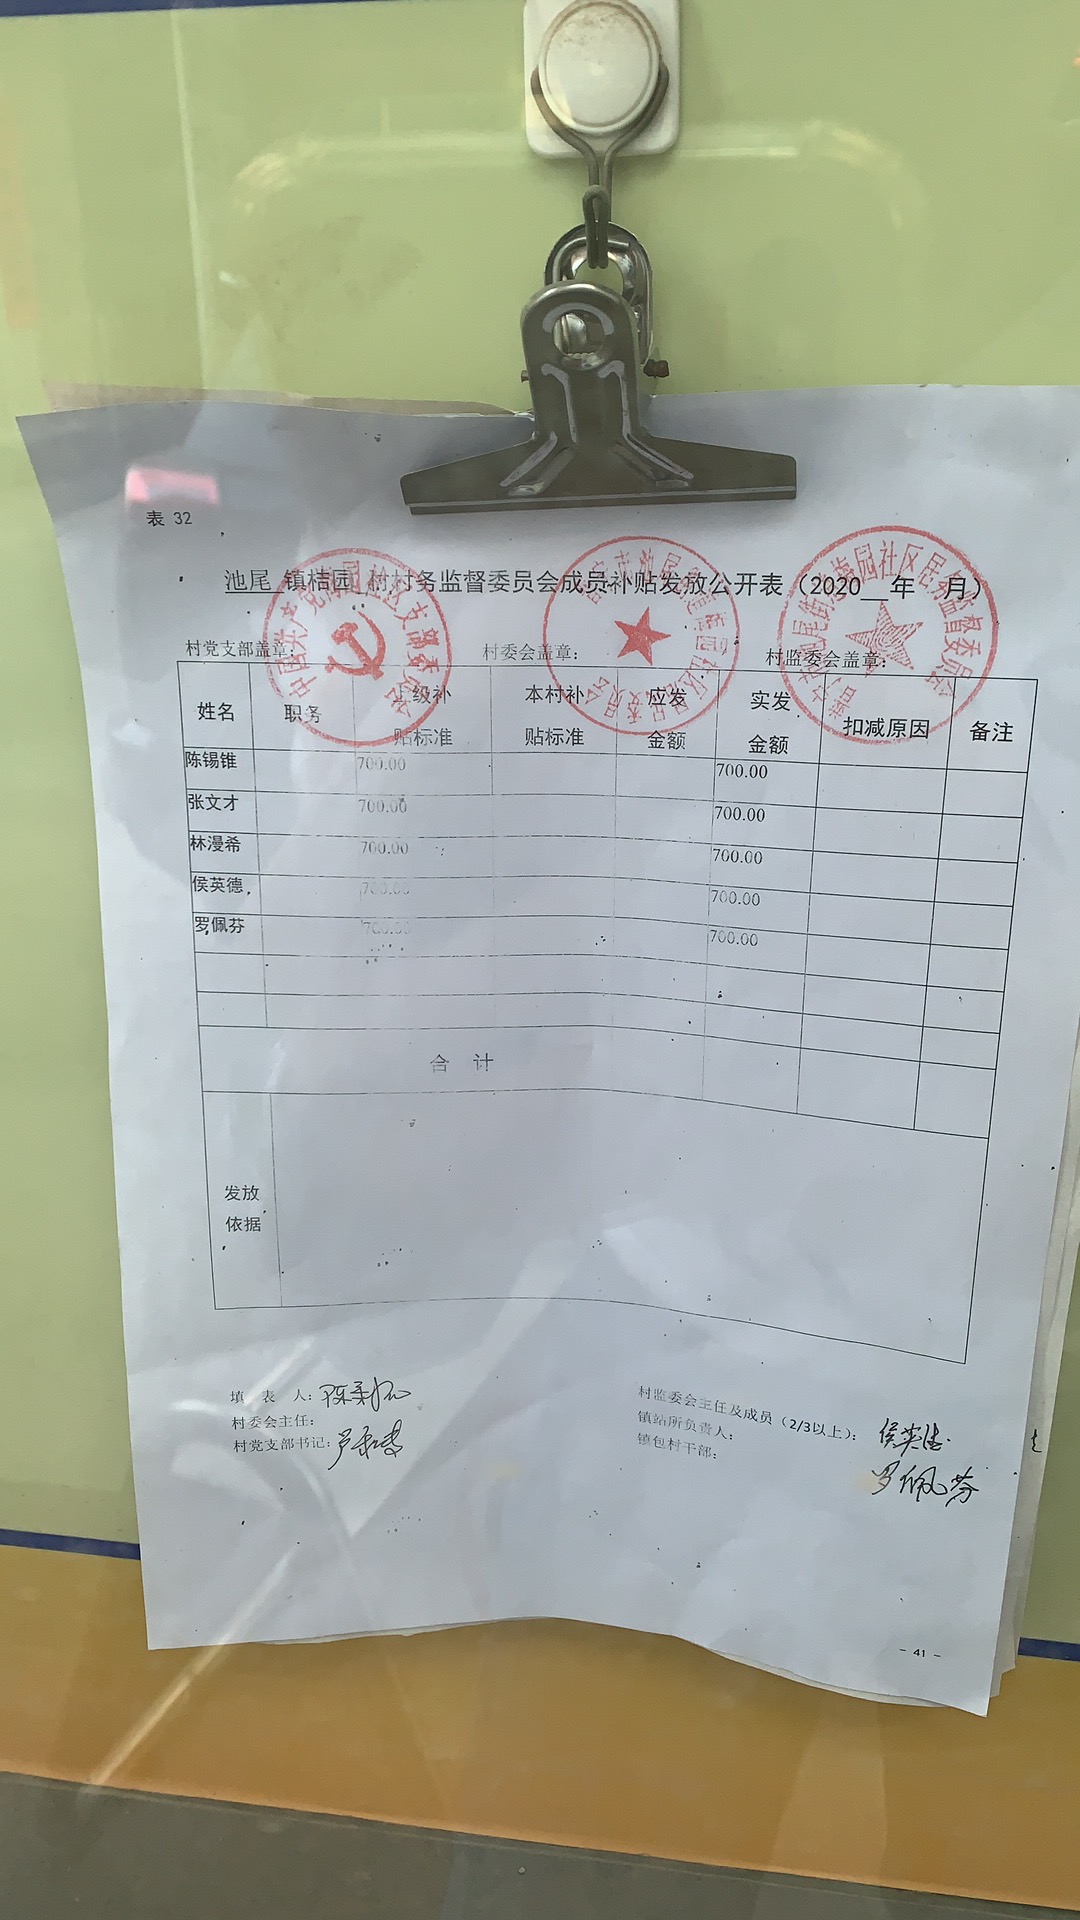 表 32
池尾 镇桔园 村村务监督委员会成员补贴发放公开表（2020 年 月）
村党支部盖章： 村委会盖章： 村监委会盖章：
姓名 职务 上级补贴标准 本村补贴标准 应发金额 实发金额 扣减原因 备注
陈锡锥 700.00 700.00
张文才 700.00 700.00
林漫希 700.00 700.00
侯英德 700.00 700.00
罗佩芬 700.00 700.00
合 计
发放
依据
填 表 人：
村委会主任：
村党支部书记：
村监委会主任及成员（2/3以上）： 侯英德
罗佩芬
镇站所负责人：
镇包村干部：
- 41 -